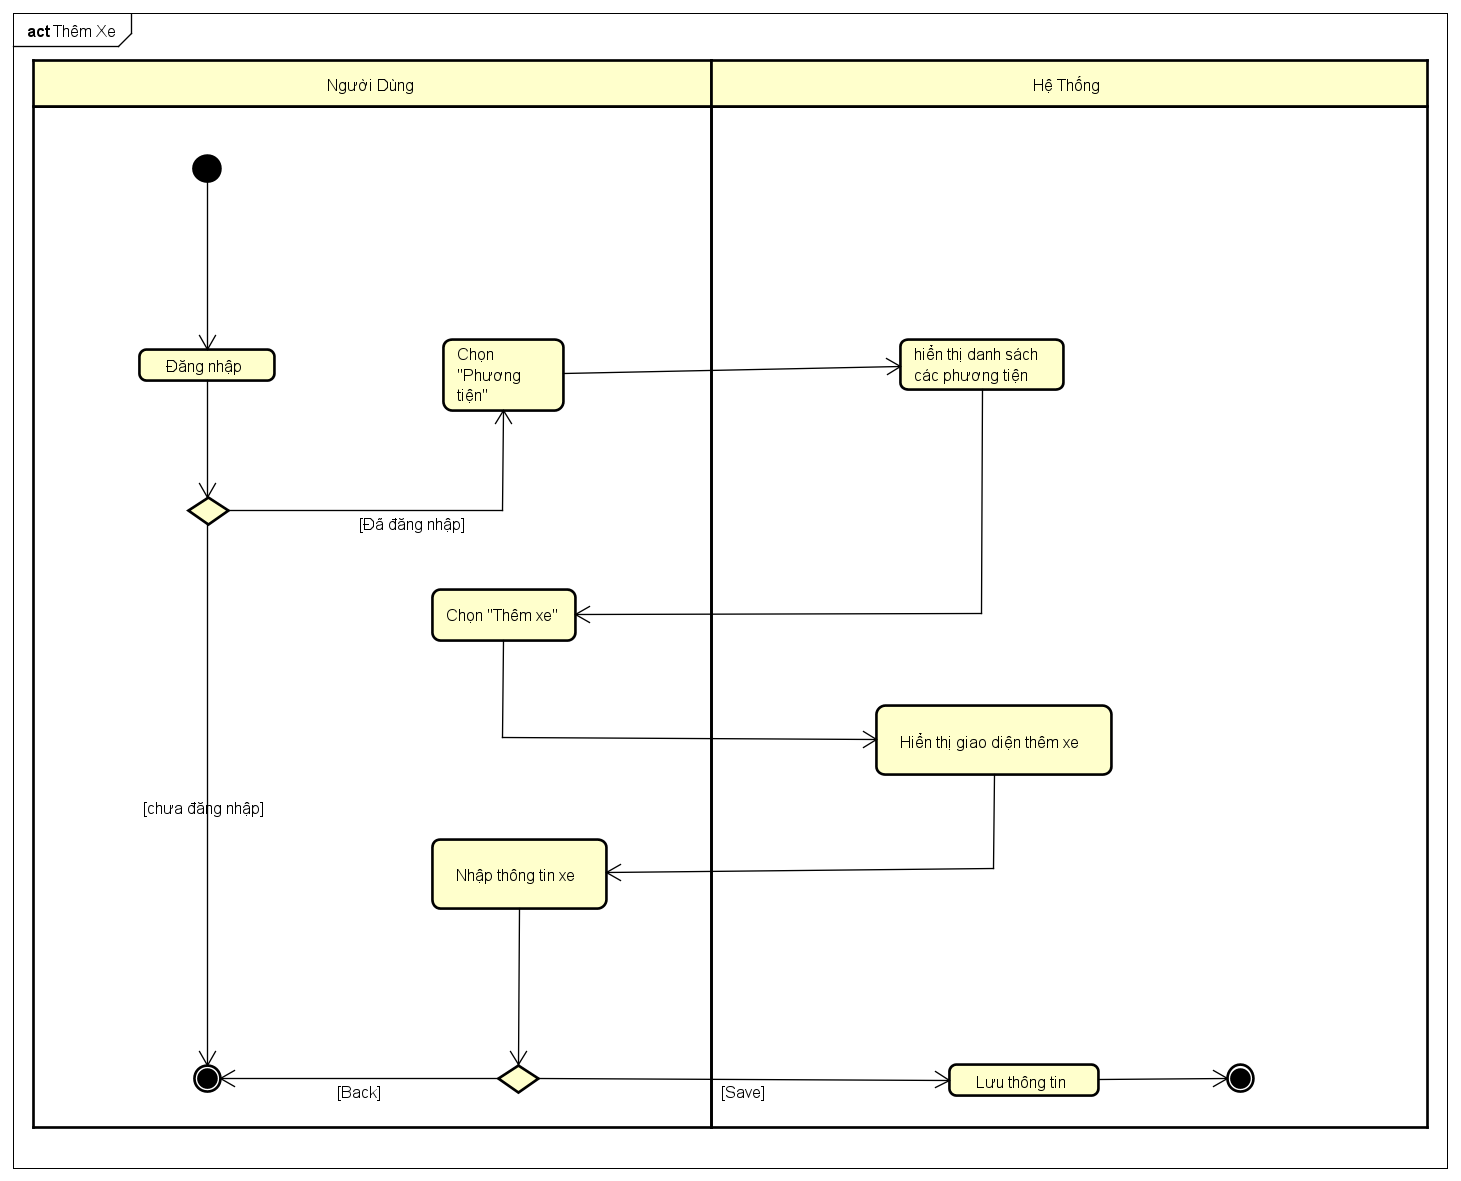 act Thêm Xe
Người Dùng
Hệ Thống
Đăng nhập
Chọn
"Phương
tiện"
hiển thị danh sách
các phương tiện
[Đã đăng nhập]
Chọn "Thêm xe"
Hiển thị giao diện thêm xe
[chưa đăng nhập]
Nhập thông tin xe
[Back]
[Save]
Lưu thông tin